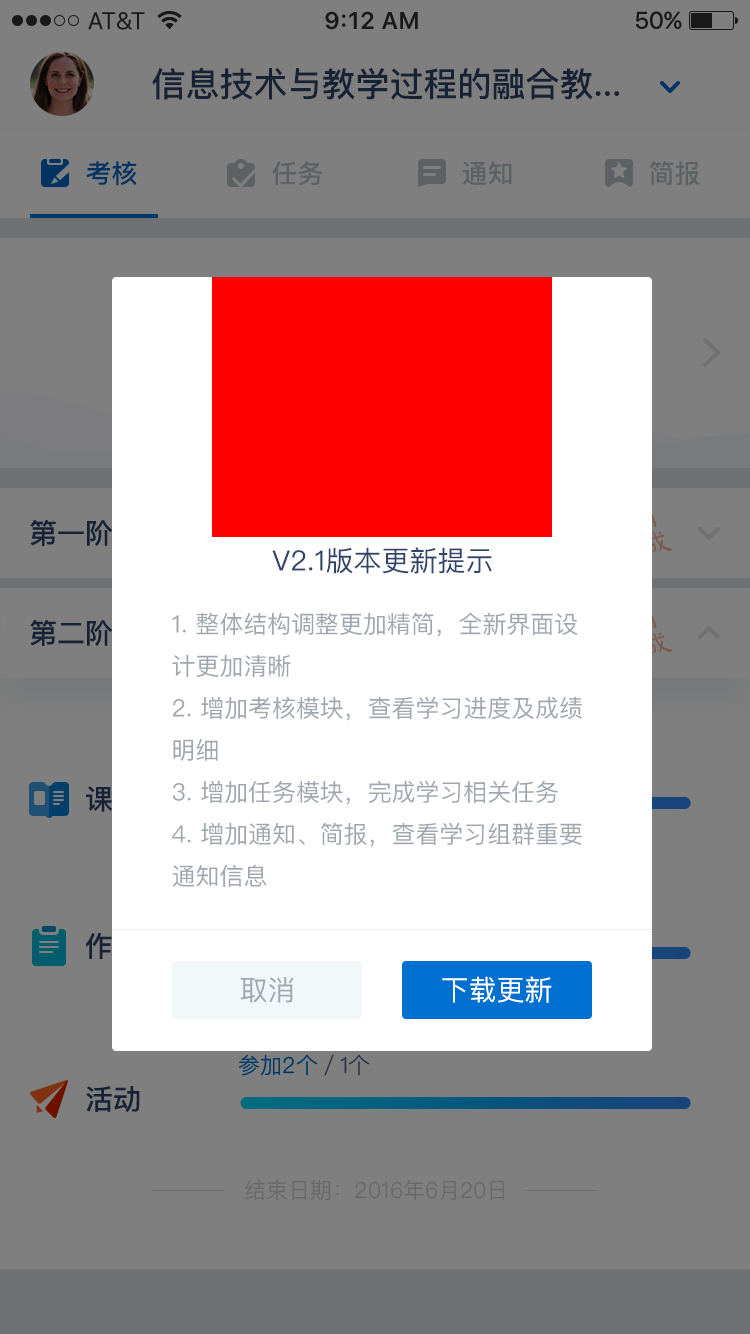 AT&T 9:12 AM 50%
信息技术与教学过程的融合教...
考核 任务 通知 简报
第一阶
第二阶
V2.1版本更新提示
1. 整体结构调整更加精简，全新界面设
计更加清晰
2. 增加考核模块，查看学习进度及成绩
明细
3. 增加任务模块，完成学习相关任务
4. 增加通知、简报，查看学习组群重要
通知信息
课
作
取消 下载更新
参加2个 / 1个
活动
结束日期：2016年6月20日